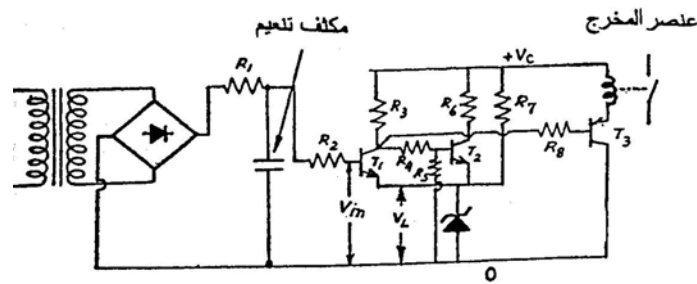 عنصر المخرج
مكثف تنعيم
+Vc
R1
R3
R6
R7
R2
T1
R4
T2
R5
R8
T3
Vin
VL
0